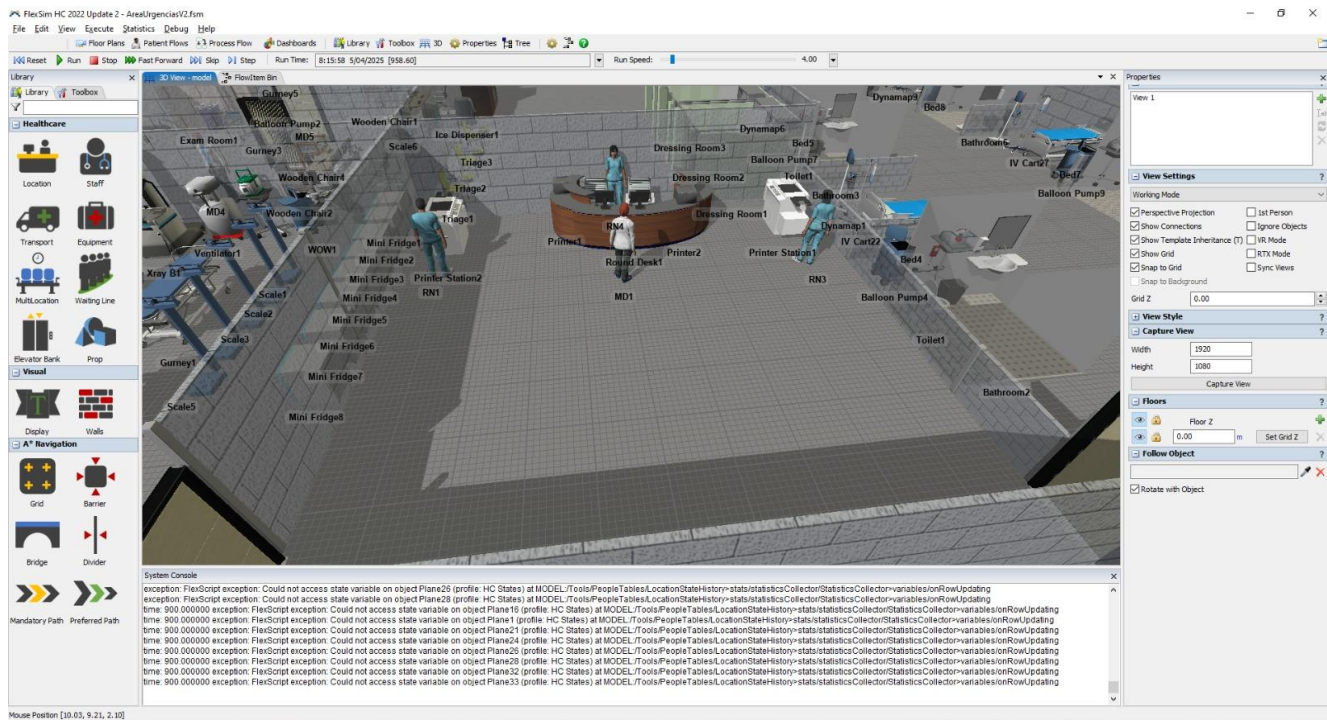 FlexSim HC 2022 Update 2 - AreaUrgenciasV2.fsm
File Edit View Execute Statistics Debug Help
Floor Plans Patient Flows Process Flow Dashboards Library Toolbox 3D Properties Tree
Reset Run Stop Fast Forward Skip Step Run Time: 8:15:58 5/04/2025 [958.60] Run Speed: 4.00
Library
Library Toolbox
Healthcare
Location Staff
Transport Equipment
MultiLocation Waiting Line
Elevator Bank Prop
Visual
Display Walls
A* Navigation
Grid Barrier
Bridge Divider
Mandatory Path Preferred Path
3D View - model FlowItem Bin
Gurney5
Balloon Pump2
MD5
Wooden Chair1
Exam Room1
Gurney3
Scale6
Ice Dispenser1
Triage3
Wooden Chair4
Triage2
MD4
Wooden Chair2
Triage1
Ventilator1
WOW1
Mini Fridge1
Mini Fridge2
Xray B1
Mini Fridge3
Printer Station2
RN1
Scale1
Mini Fridge4
Scale2
Mini Fridge5
Scale3
Mini Fridge6
Gurney1
Mini Fridge7
Scale5
Mini Fridge8
Printer1
RN4
Printer2
Round Desk1
MD1
Dynamap6
Dressing Room3
Bed5
Balloon Pump7
Dressing Room2
Toilet1
Bathroom3
Dressing Room1
Dynamap1
Printer Station1
IV Cart22
RN3
Bed4
Balloon Pump4
Toilet1
Bathroom2
Dynamap9
Bed8
Bathroom6
IV Cart27
Bed7
Balloon Pump9
System Console
exception: FlexScript exception: Could not access state variable on object Plane26 (profile: HC States) at MODEL:/Tools/PeopleTables/LocationStateHistory>stats/statisticsCollector/StatisticsCollector>variables/onRowUpdating
exception: FlexScript exception: Could not access state variable on object Plane28 (profile: HC States) at MODEL:/Tools/PeopleTables/LocationStateHistory>stats/statisticsCollector/StatisticsCollector>variables/onRowUpdating
time: 900.000000 exception: FlexScript exception: Could not access state variable on object Plane16 (profile: HC States) at MODEL:/Tools/PeopleTables/LocationStateHistory>stats/statisticsCollector/StatisticsCollector>variables/onRowUpdating
time: 900.000000 exception: FlexScript exception: Could not access state variable on object Plane1 (profile: HC States) at MODEL:/Tools/PeopleTables/LocationStateHistory>stats/statisticsCollector/StatisticsCollector>variables/onRowUpdating
time: 900.000000 exception: FlexScript exception: Could not access state variable on object Plane21 (profile: HC States) at MODEL:/Tools/PeopleTables/LocationStateHistory>stats/statisticsCollector/StatisticsCollector>variables/onRowUpdating
time: 900.000000 exception: FlexScript exception: Could not access state variable on object Plane24 (profile: HC States) at MODEL:/Tools/PeopleTables/LocationStateHistory>stats/statisticsCollector/StatisticsCollector>variables/onRowUpdating
time: 900.000000 exception: FlexScript exception: Could not access state variable on object Plane26 (profile: HC States) at MODEL:/Tools/PeopleTables/LocationStateHistory>stats/statisticsCollector/StatisticsCollector>variables/onRowUpdating
time: 900.000000 exception: FlexScript exception: Could not access state variable on object Plane28 (profile: HC States) at MODEL:/Tools/PeopleTables/LocationStateHistory>stats/statisticsCollector/StatisticsCollector>variables/onRowUpdating
time: 900.000000 exception: FlexScript exception: Could not access state variable on object Plane32 (profile: HC States) at MODEL:/Tools/PeopleTables/LocationStateHistory>stats/statisticsCollector/StatisticsCollector>variables/onRowUpdating
time: 900.000000 exception: FlexScript exception: Could not access state variable on object Plane33 (profile: HC States) at MODEL:/Tools/PeopleTables/LocationStateHistory>stats/statisticsCollector/StatisticsCollector>variables/onRowUpdating
Properties
View 1
View Settings ?
Working Mode
Perspective Projection 1st Person
Show Connections Ignore Objects
Show Template Inheritance (T) VR Mode
Show Grid RTX Mode
Snap to Grid Sync Views
Snap to Background
Grid Z 0.00
View Style ?
Capture View ?
Width 1920
Height 1080
Capture View
Floors ?
Floor Z
0.00 m Set Grid Z
Follow Object ?
Rotate with Object
Mouse Position [10.03, 9.21, 2.10]